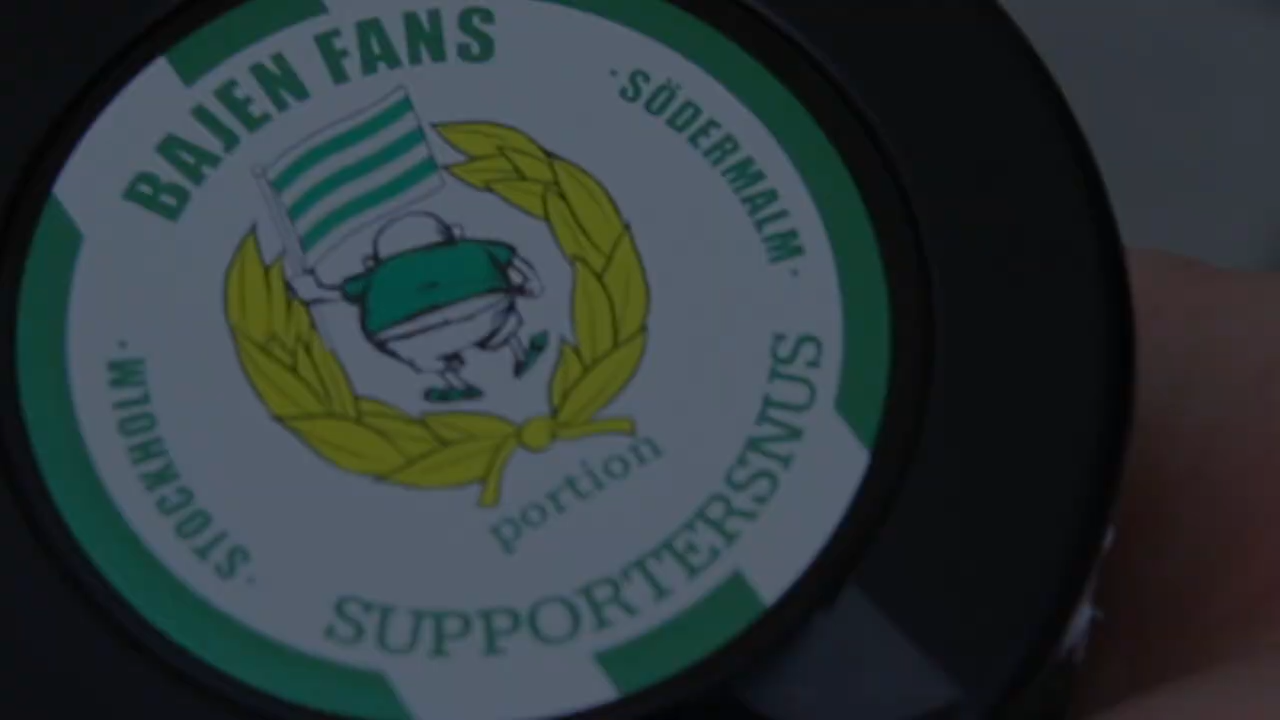 BAJEN FANS
·SÖDERMALM·
·STOCKHOLM·
portion
SUPPORTERSNUS